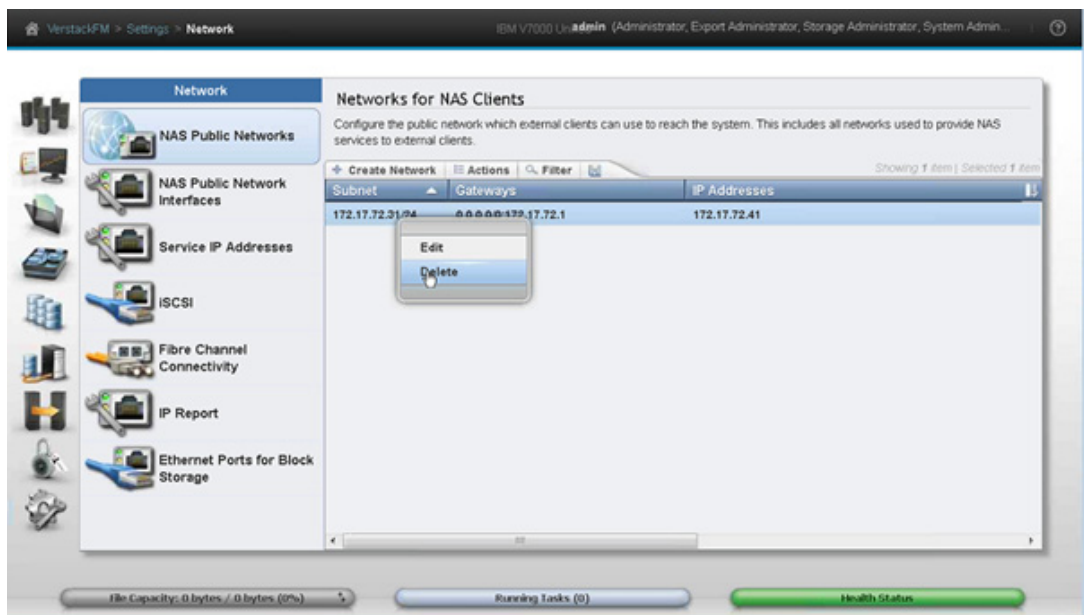 VerstackFM > Settings > Network
IBM V7000 Un admin (Administrator, Export Administrator, Storage Administrator, System Admin...
Network
NAS Public Networks
NAS Public Network
Interfaces
Service IP Addresses
iSCSI
Fibre Channel
Connectivity
IP Report
Ethernet Ports for Block
Storage
Networks for NAS Clients
Configure the public network which external clients can use to reach the system. This includes all networks used to provide NAS
services to external clients.
Create Network Actions Filter
Showing 1 item | Selected 1 item
Subnet Gateways IP Addresses
172.17.72.31/24 0.0.0.0/0:172.17.72.1 172.17.72.41
Edit
Delete
File Capacity: 0 bytes / 0 bytes (0%)
Running Tasks (0)
Health Status